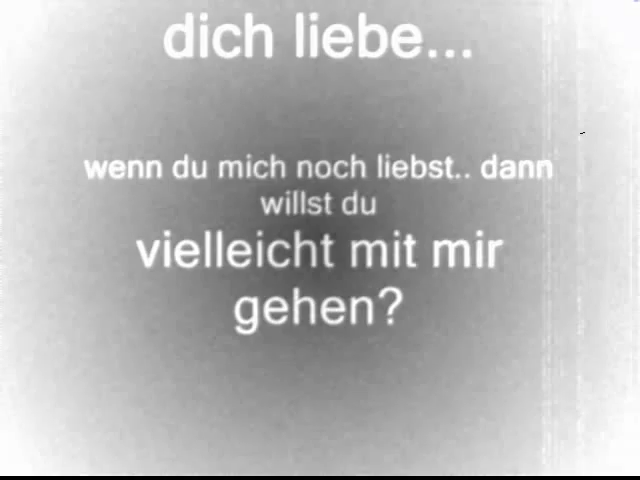 dich liebe...
wenn du mich noch liebst.. dann
willst du
vielleicht mit mir
gehen?